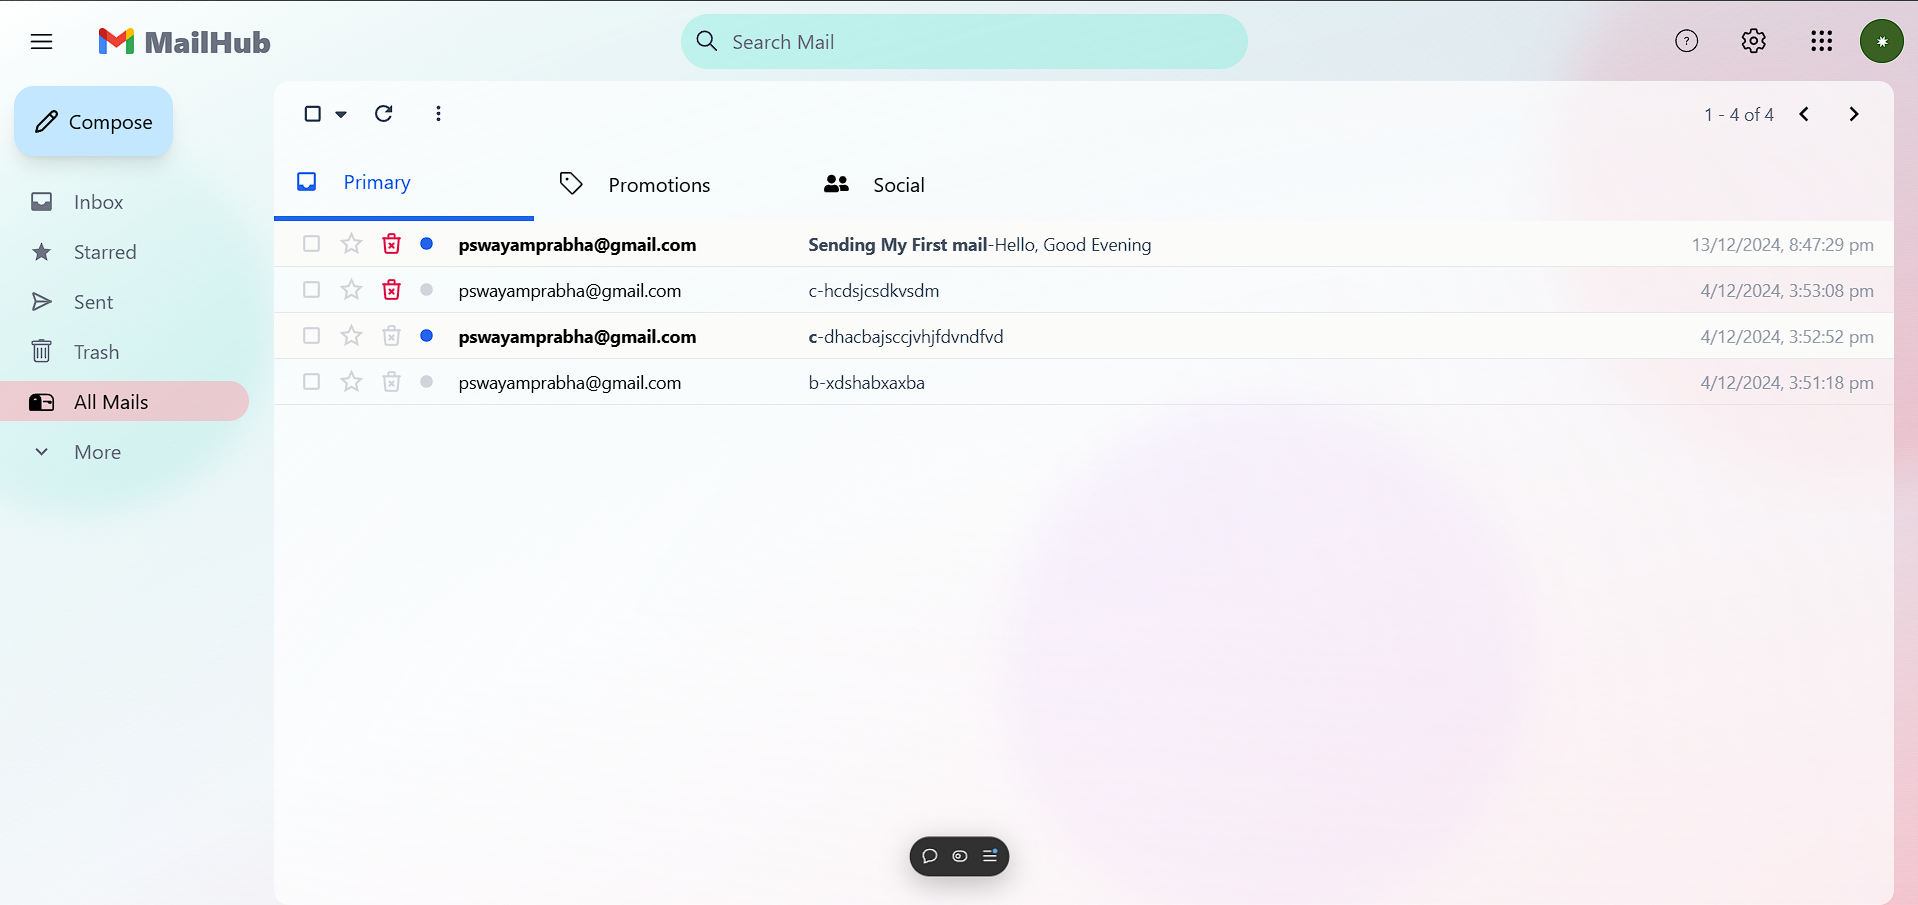 MailHub
Search Mail
?
Compose
1 - 4 of 4
Inbox
Starred
Sent
Trash
All Mails
More
Primary
Promotions
Social
pswayamprabha@gmail.com Sending My First mail-Hello, Good Evening 13/12/2024, 8:47:29 pm
pswayamprabha@gmail.com c-hcdsjcsdkvsdm 4/12/2024, 3:53:08 pm
pswayamprabha@gmail.com c-dhacbajsccjvhjfdvndfvd 4/12/2024, 3:52:52 pm
pswayamprabha@gmail.com b-xdshabxaxba 4/12/2024, 3:51:18 pm